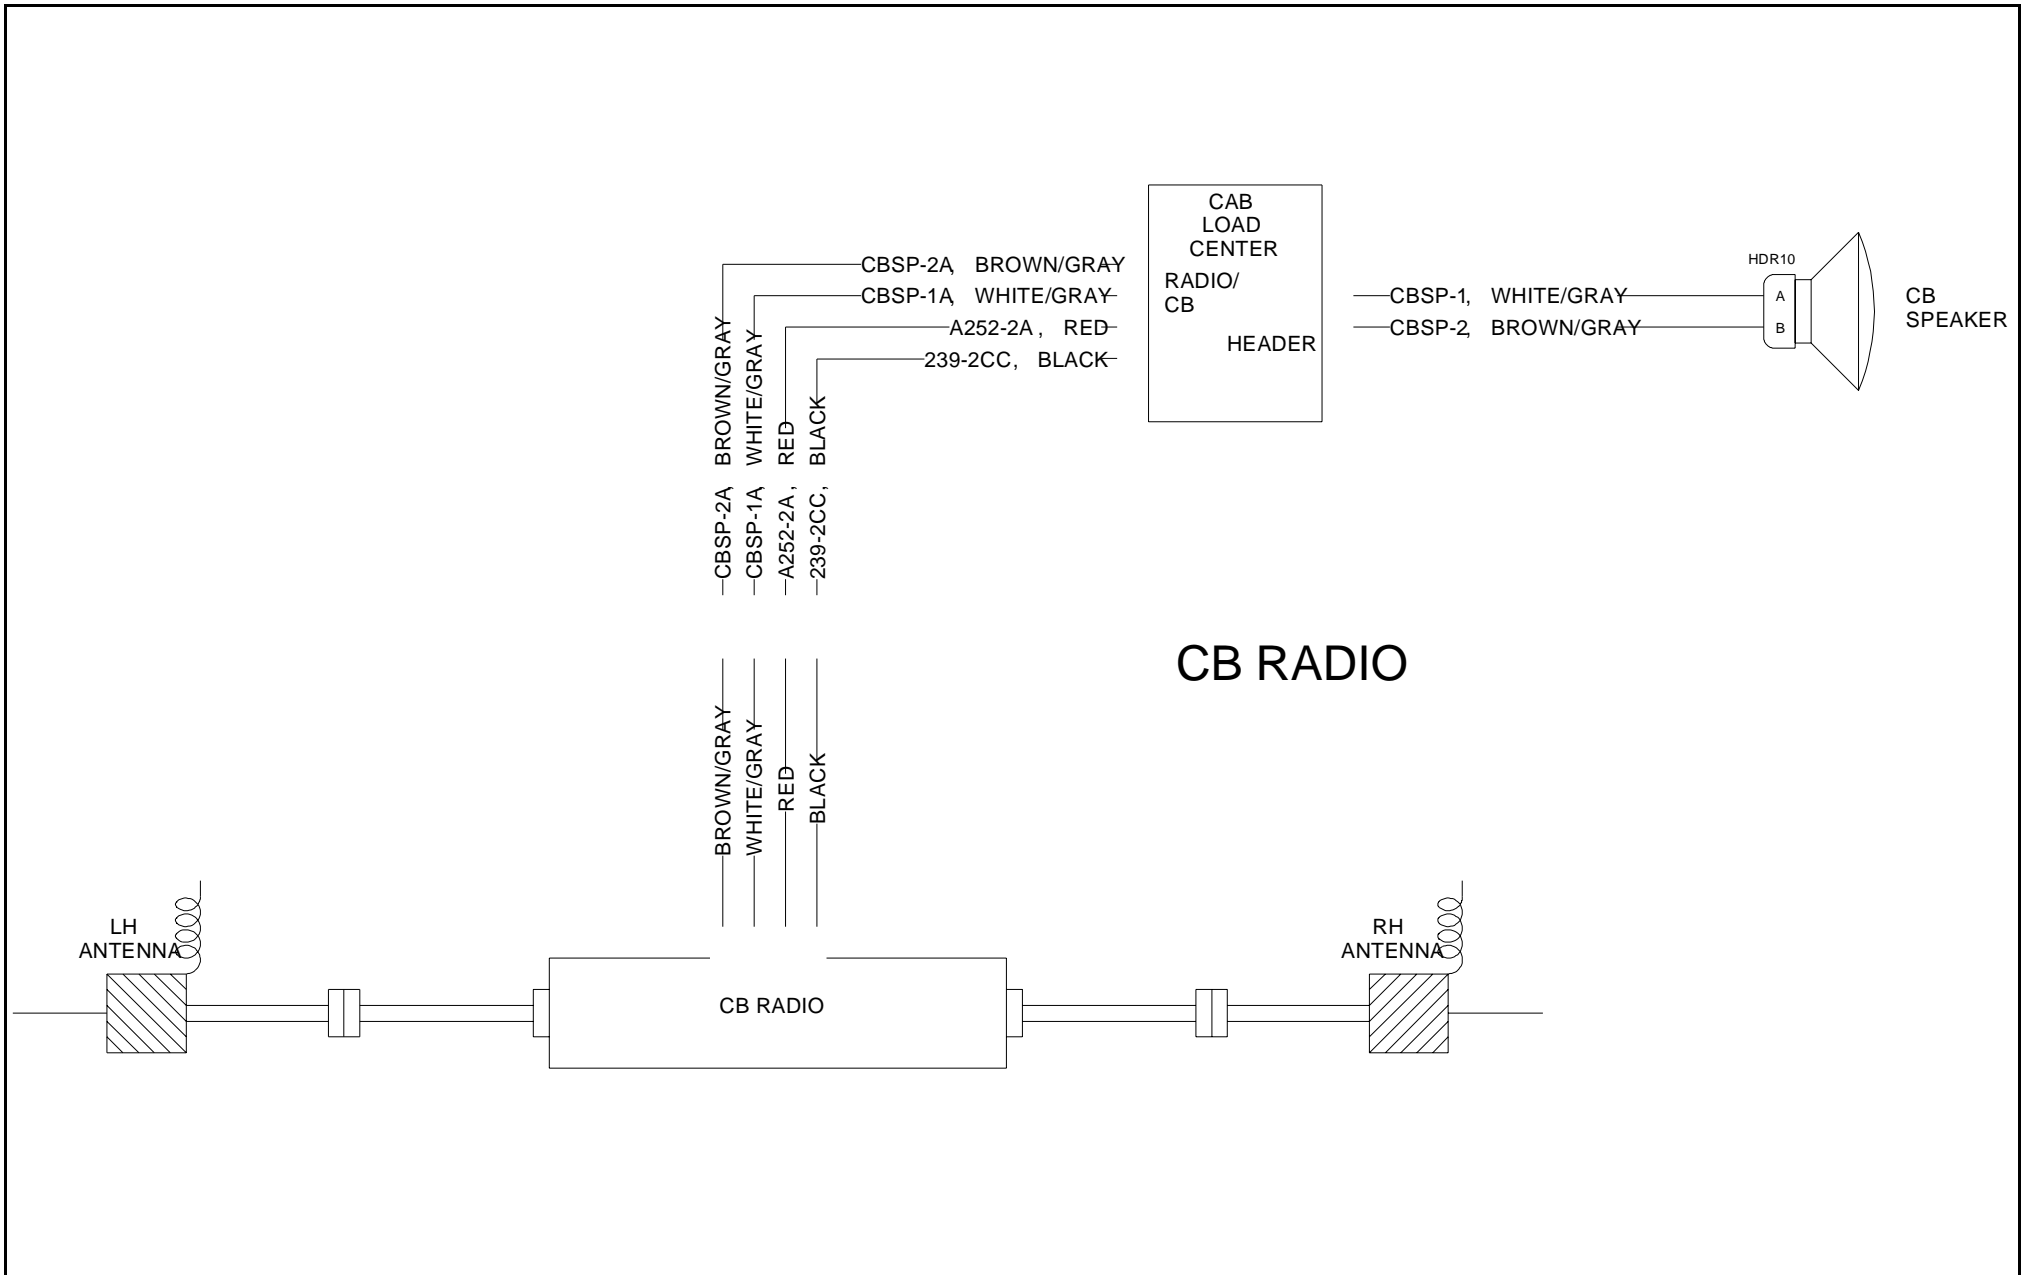 CAB
LOAD
CENTER
RADIO/
CB
HEADER
CBSP-2A, BROWN/GRAY
CBSP-1A, WHITE/GRAY
A252-2A, RED
239-2CC, BLACK
CBSP-1, WHITE/GRAY
CBSP-2, BROWN/GRAY
HDR10
A
B
CB
SPEAKER
CBSP-2A, BROWN/GRAY
CBSP-1A, WHITE/GRAY
A252-2A, RED
239-2CC, BLACK
CB RADIO
BROWN/GRAY
WHITE/GRAY
RED
BLACK
LH
ANTENNA
CB RADIO
RH
ANTENNA